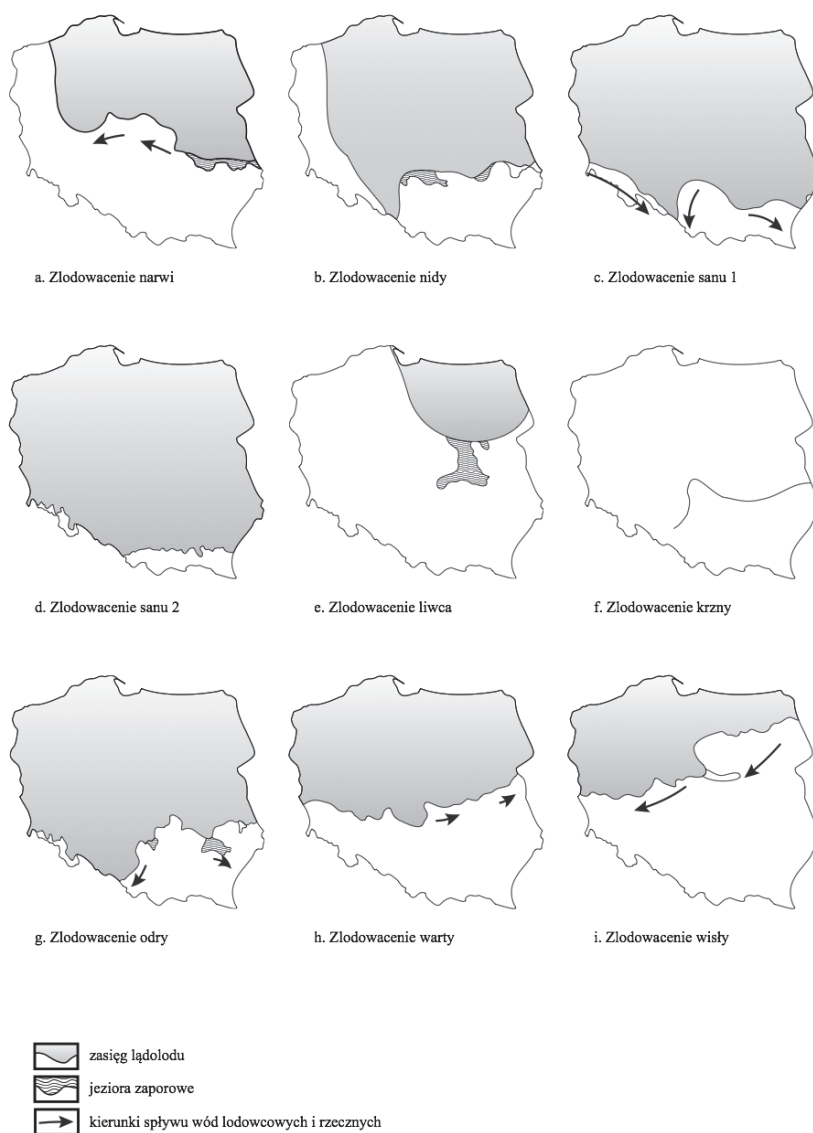 a. Zlodowacenie narwi
b. Zlodowacenie nidy
c. Zlodowacenie sanu 1
d. Zlodowacenie sanu 2
e. Zlodowacenie liwca
f. Zlodowacenie krzny
g. Zlodowacenie odry
h. Zlodowacenie warty
i. Zlodowacenie wisły
zasięg lądolodu
jeziora zaporowe
kierunki spływu wód lodowcowych i rzecznych